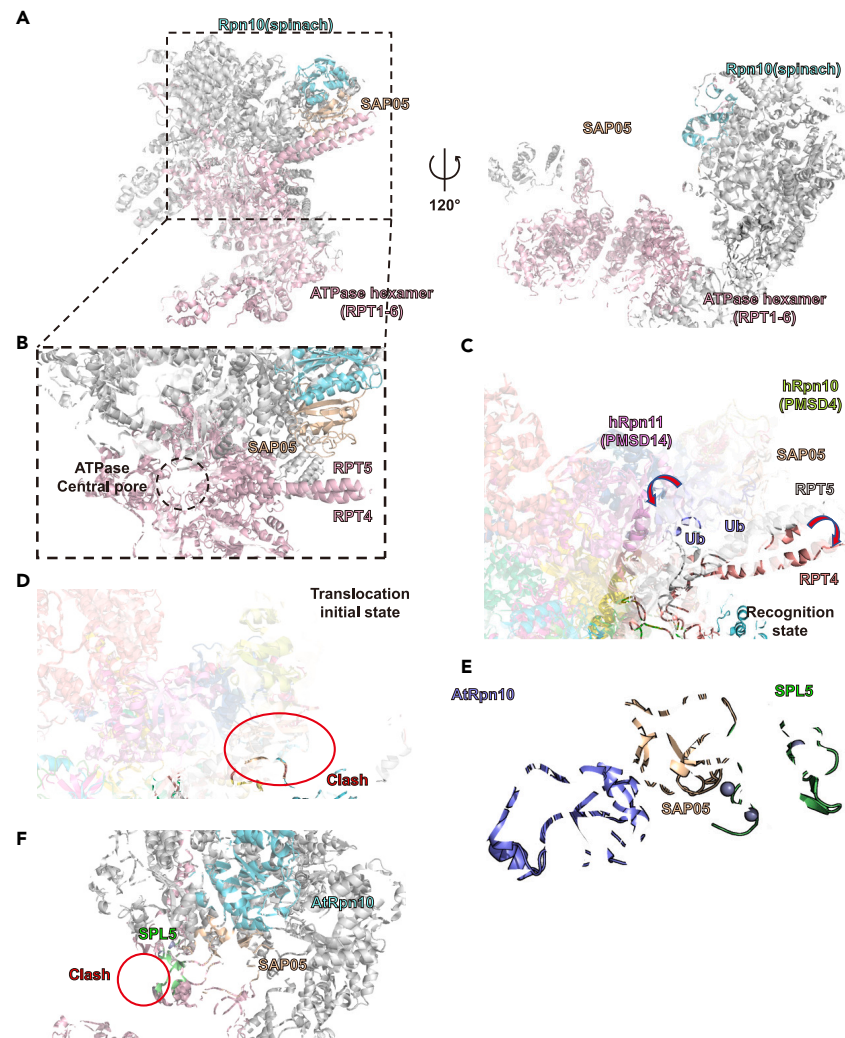 A
Rpn10(spinach)
SAP05
ATPase hexamer
(RPT1-6)
120°
Rpn10(spinach)
SAP05
ATPase hexamer
(RPT1-6)
B
SAP05
ATPase
Central pore
RPT5
RPT4
C
hRpn10
(PMSD4)
hRpn11
(PMSD14)
SAP05
RPT5
Ub
Ub
RPT4
Recognition
state
D
Translocation
initial state
Clash
E
AtRpn10
SPL5
SAP05
F
AtRpn10
SPL5
SAP05
Clash